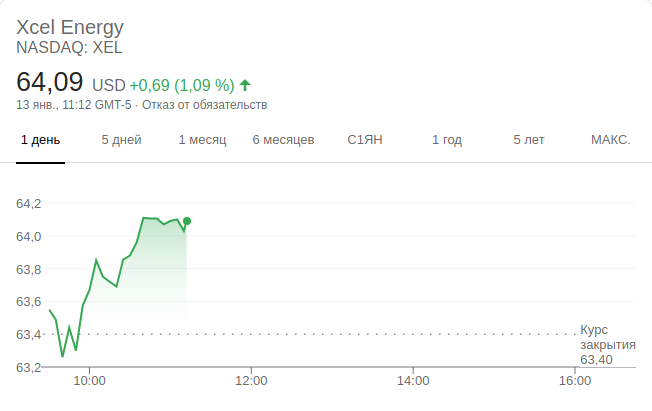 Xcel Energy
NASDAQ: XEL
64,09 USD +0,69 (1,09 %)
13 янв., 11:12 GMT-5 · Отказ от обязательств
1 день 5 дней 1 месяц 6 месяцев С1ЯН 1 год 5 лет МАКС.
64,2
64,0
63,8
63,6
63,4
63,2
Курс
закрытия
63,40
10:00 12:00 14:00 16:00